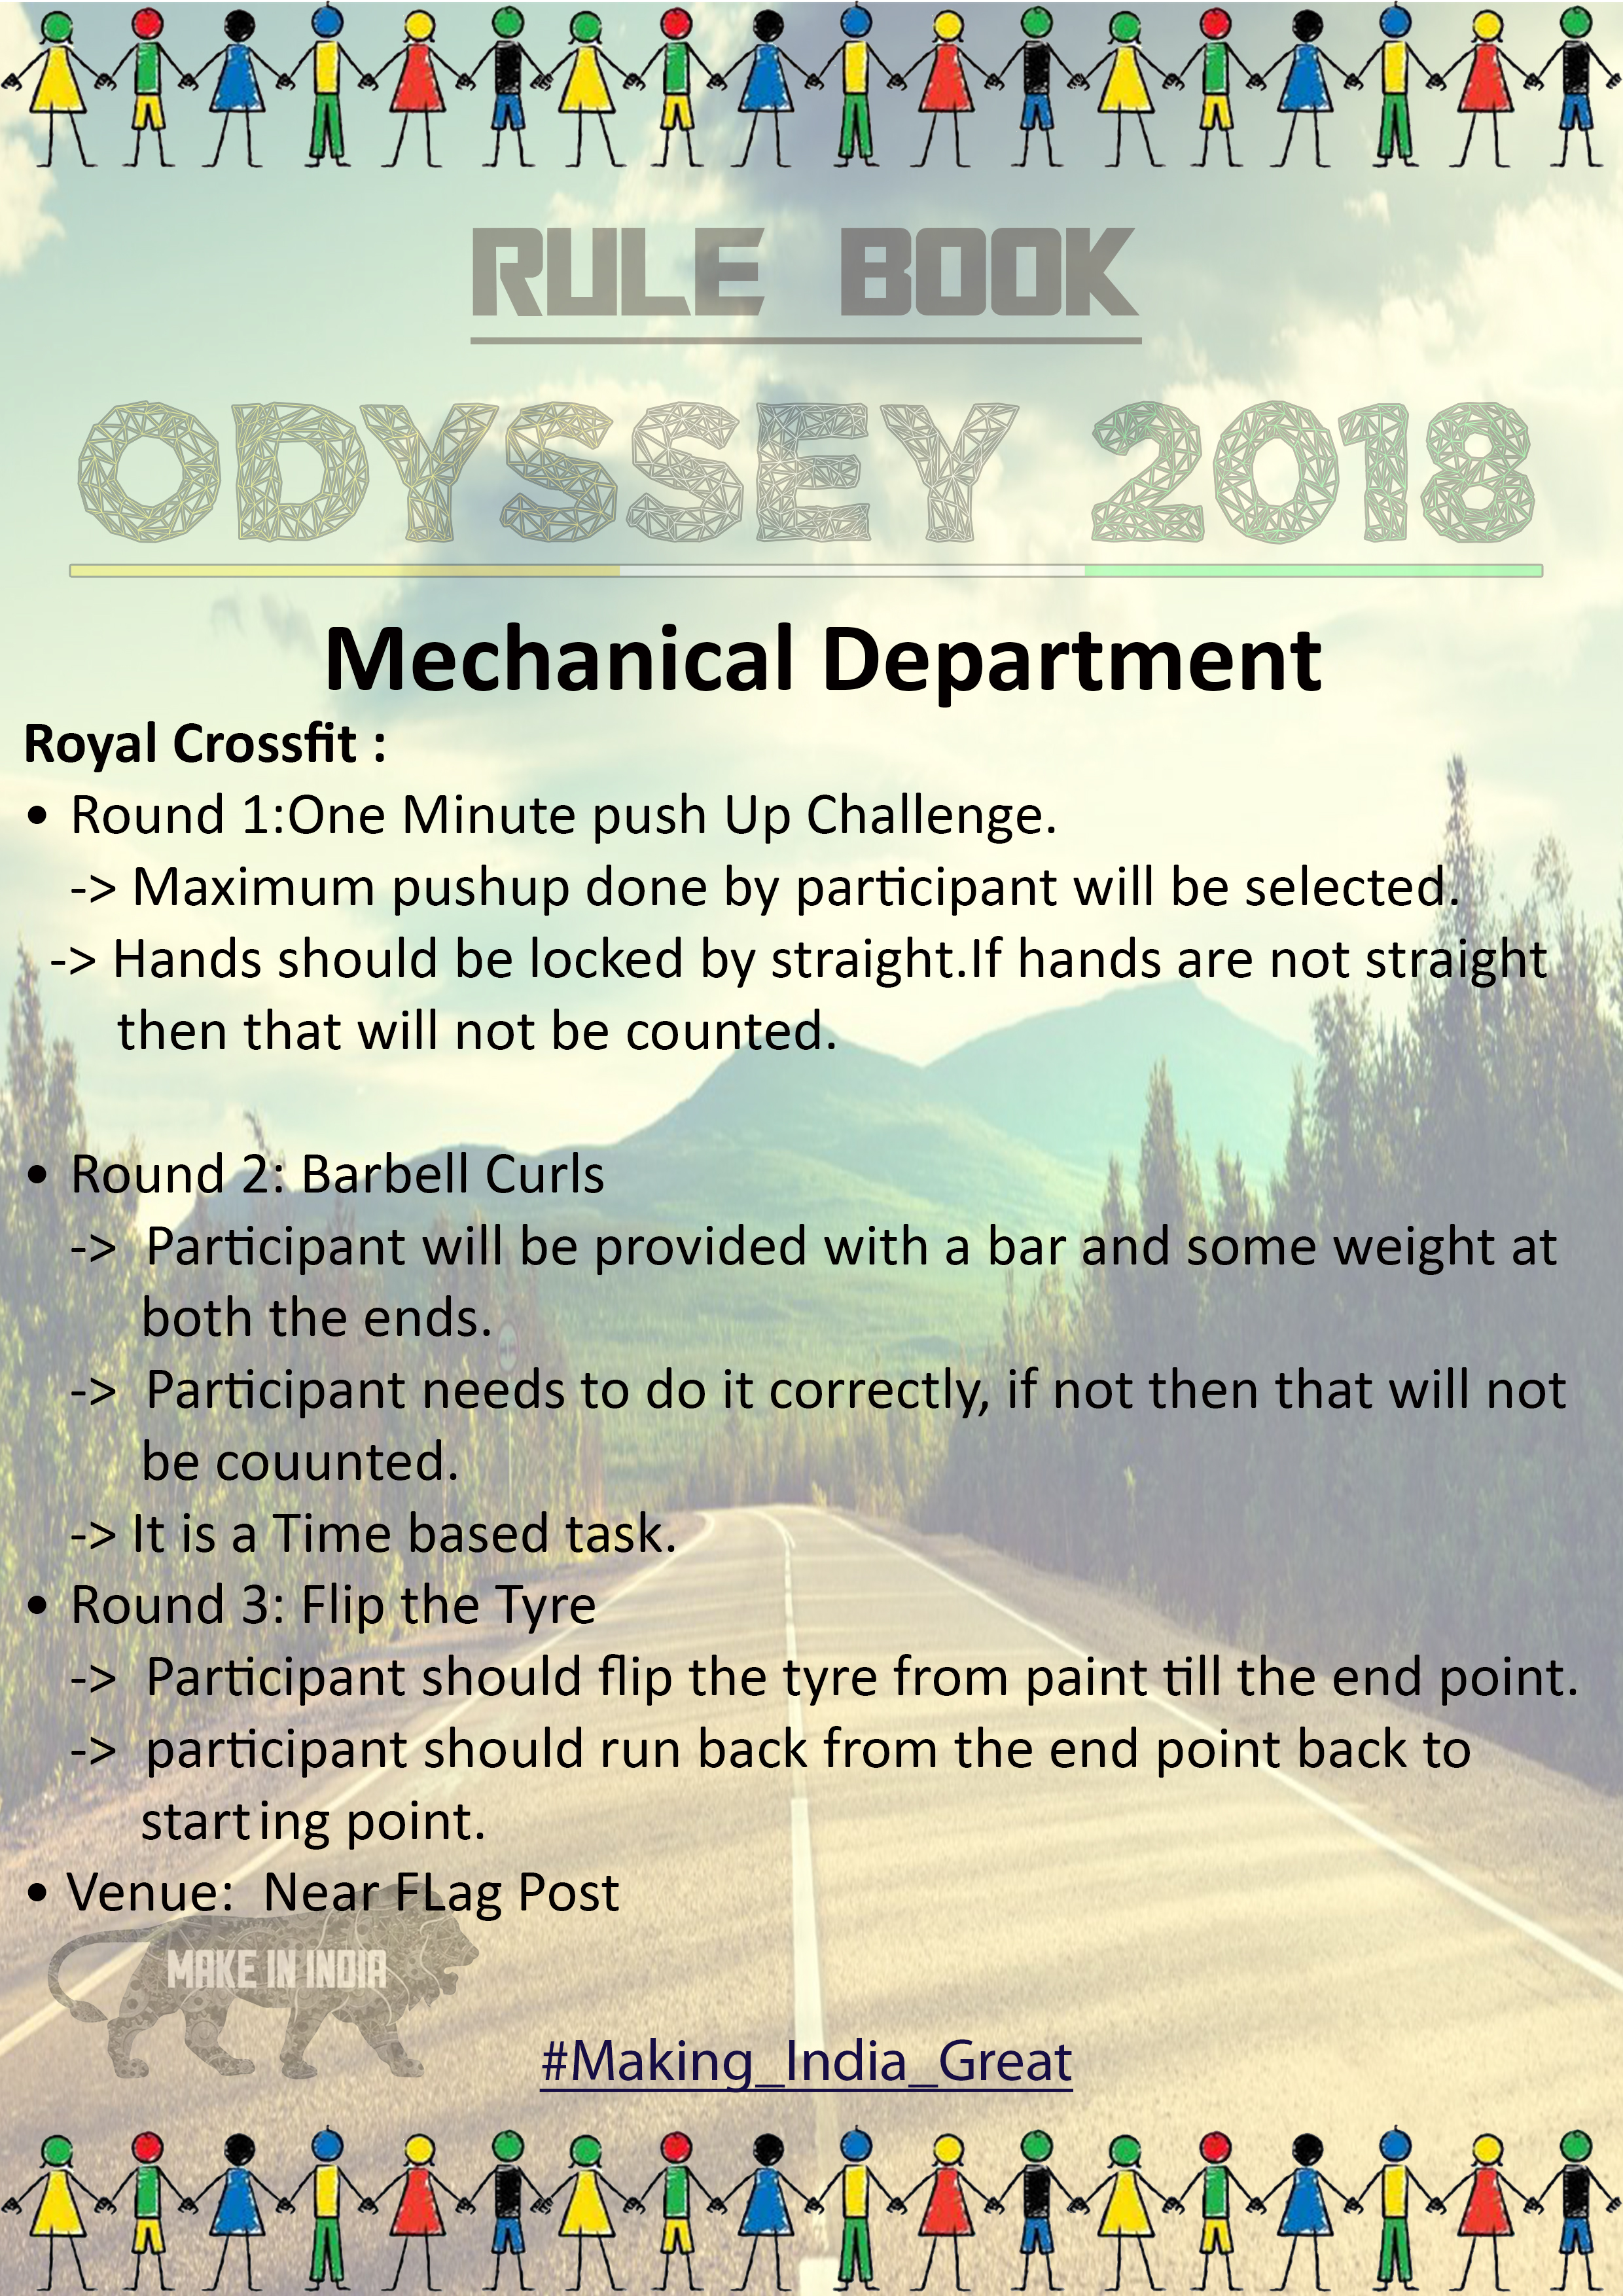 RULE BOOK
ODYSSEY 2018
Mechanical Department
Royal Crossfit :
• Round 1:One Minute push Up Challenge.
-> Maximum pushup done by participant will be selected.
-> Hands should be locked by straight.If hands are not straight
then that will not be counted.
• Round 2: Barbell Curls
-> Participant will be provided with a bar and some weight at
both the ends.
-> Participant needs to do it correctly, if not then that will not
be couunted.
-> It is a Time based task.
• Round 3: Flip the Tyre
-> Participant should flip the tyre from paint till the end point.
-> participant should run back from the end point back to
starting point.
• Venue: Near FLag Post
MAKE IN INDIA
#Making_India_Great